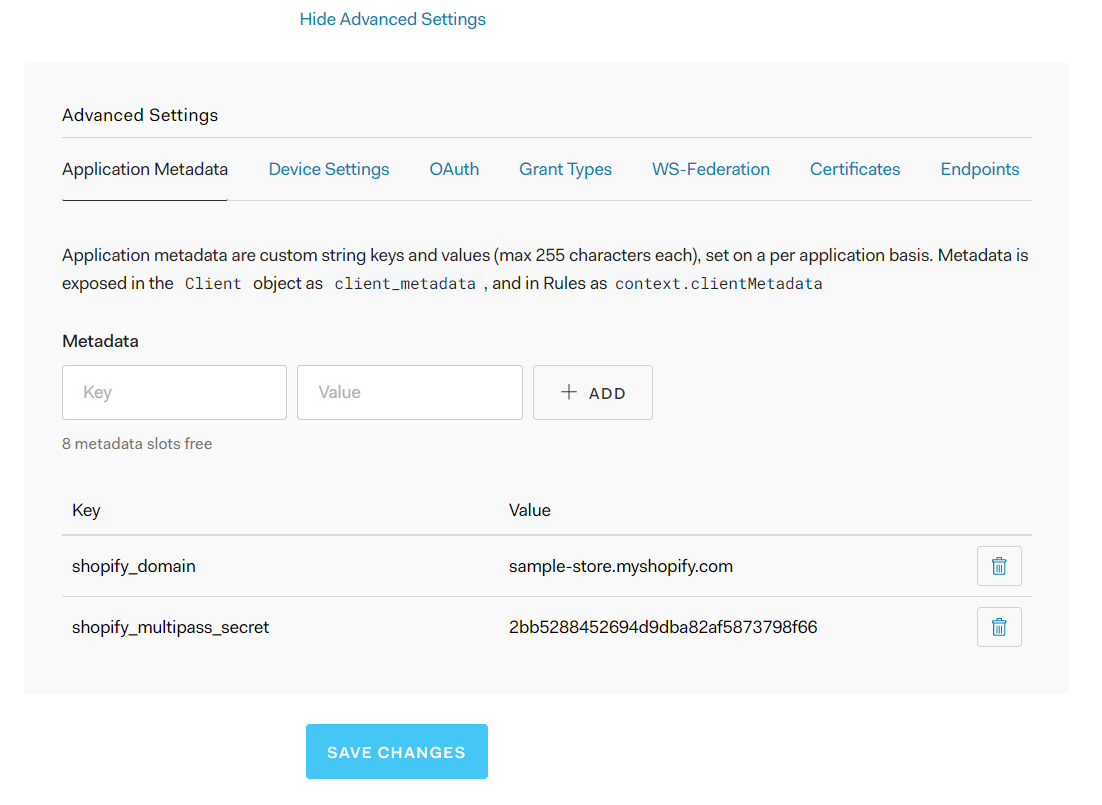 Hide Advanced Settings
Advanced Settings
Application Metadata Device Settings OAuth Grant Types WS-Federation Certificates Endpoints
Application metadata are custom string keys and values (max 255 characters each), set on a per application basis. Metadata is
exposed in the Client object as client_metadata , and in Rules as context.clientMetadata
Metadata
Key Value + ADD
8 metadata slots free
Key Value
shopify_domain sample-store.myshopify.com
shopify_multipass_secret 2bb5288452694d9dba82af5873798f66
SAVE CHANGES